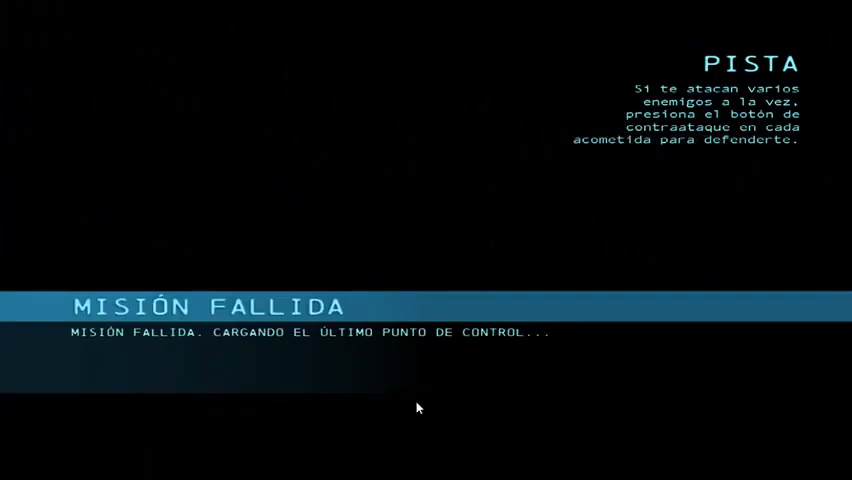 PISTA
Si te atacan varios
enemigos a la vez,
presiona el botón de
contraataque en cada
acometida para defenderte.
MISIÓN FALLIDA
MISIÓN FALLIDA. CARGANDO EL ÚLTIMO PUNTO DE CONTROL...